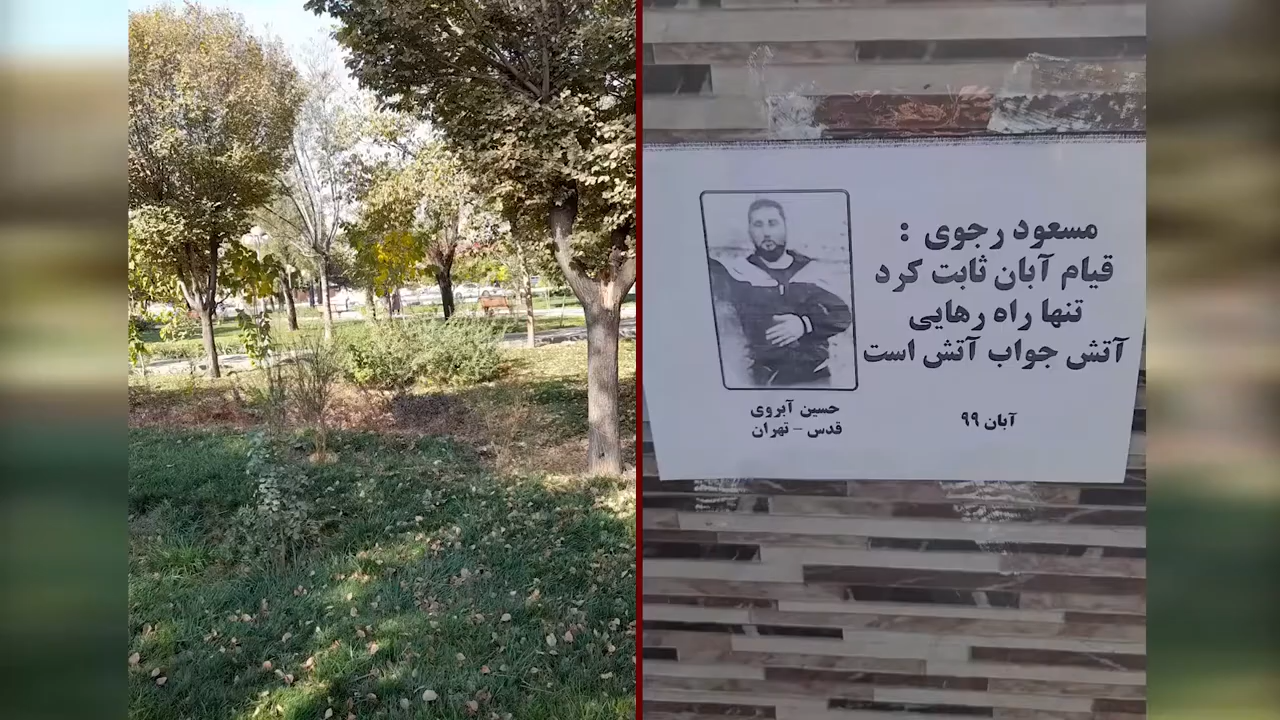 مسعود رجوی :
قیام آبان ثابت کرد
تنها راه رهایی
آتش جواب آتش است
آبان ۹۹
حسین آبروی
قدس - تهران